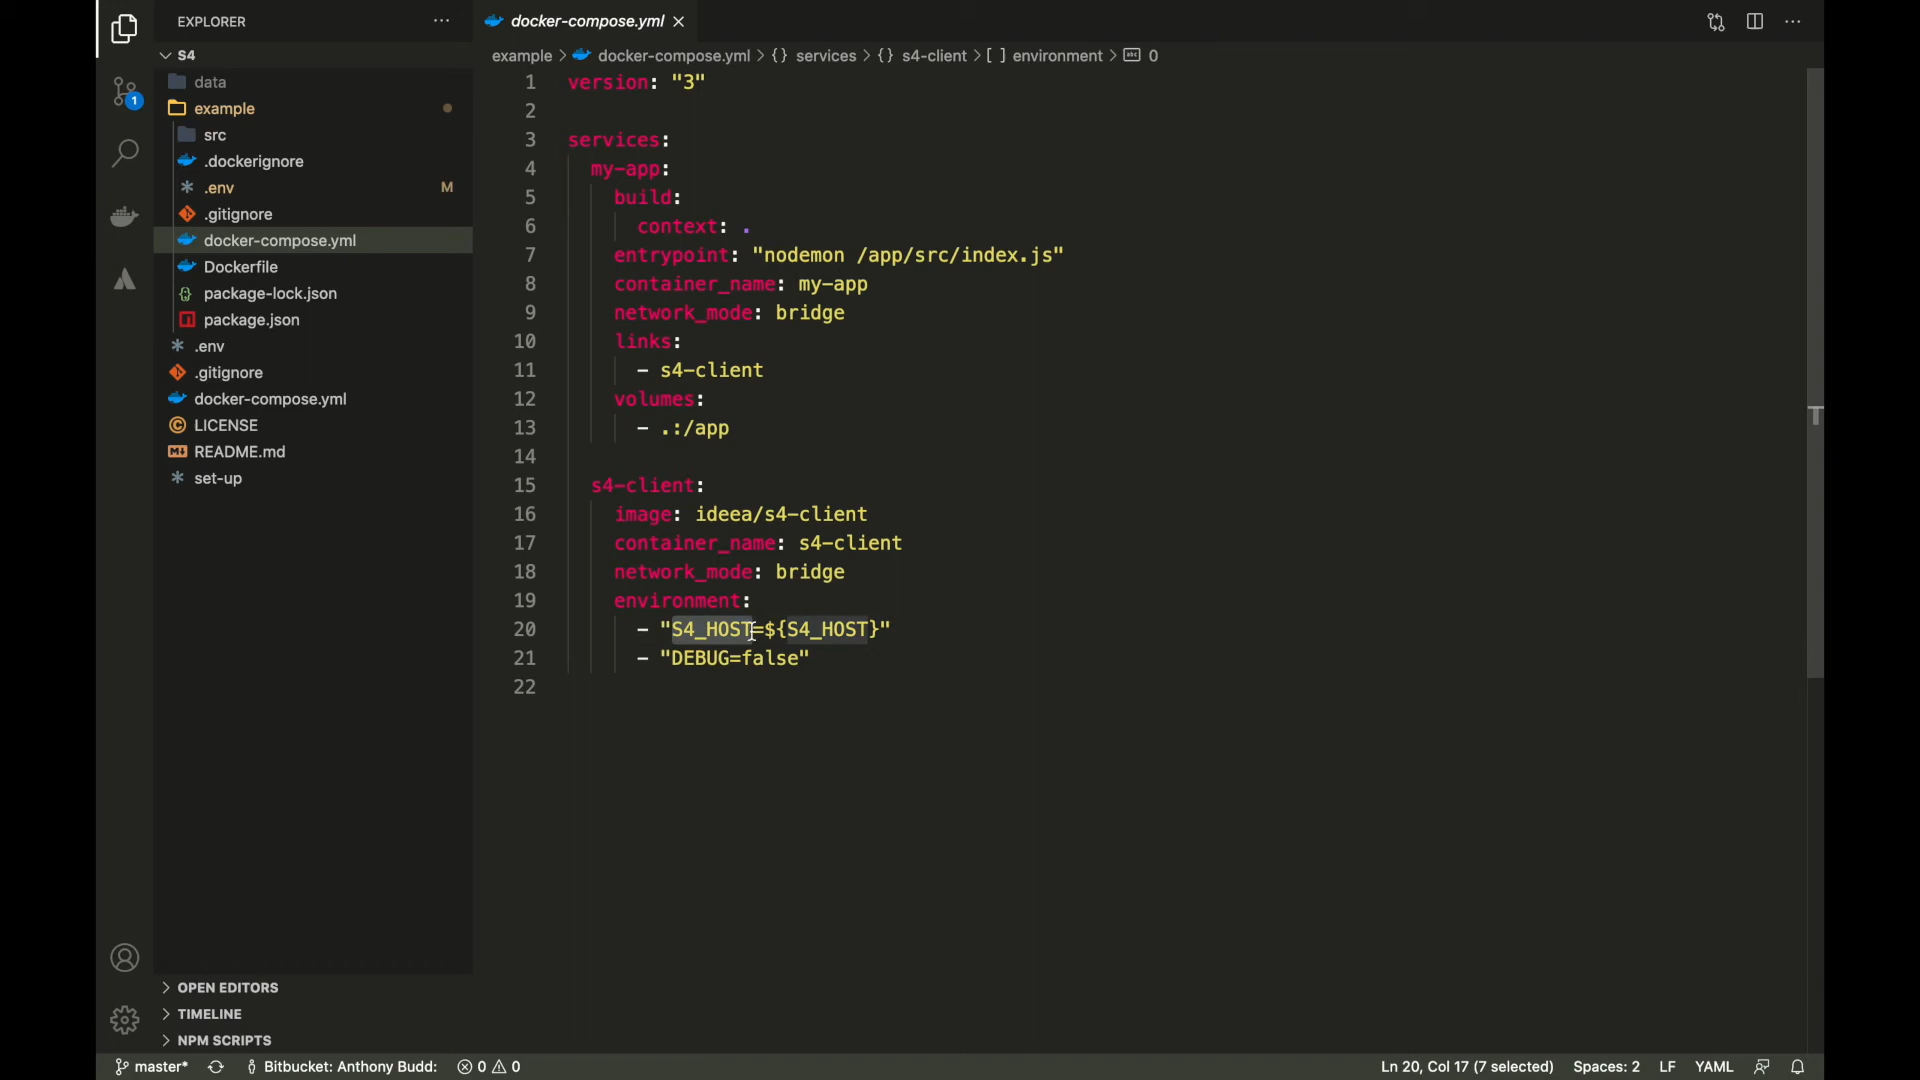 EXPLORER
S4
data
example
src
.dockerignore
.env M
.gitignore
docker-compose.yml
Dockerfile
package-lock.json
package.json
.env
.gitignore
docker-compose.yml
LICENSE
README.md
set-up
OPEN EDITORS
TIMELINE
NPM SCRIPTS
1
docker-compose.yml
example > docker-compose.yml > {} services > {} s4-client > [ ] environment > abc 0
1 version: "3"
2
3 services:
4 my-app:
5 build:
6 context: .
7 entrypoint: "nodemon /app/src/index.js"
8 container_name: my-app
9 network_mode: bridge
10 links:
11 - s4-client
12 volumes:
13 - .:/app
14
15 s4-client:
16 image: ideea/s4-client
17 container_name: s4-client
18 network_mode: bridge
19 environment:
20 - "S4_HOST=${S4_HOST}"
21 - "DEBUG=false"
22
master* Bitbucket: Anthony Budd: 0 0 Ln 20, Col 17 (7 selected) Spaces: 2 LF YAML